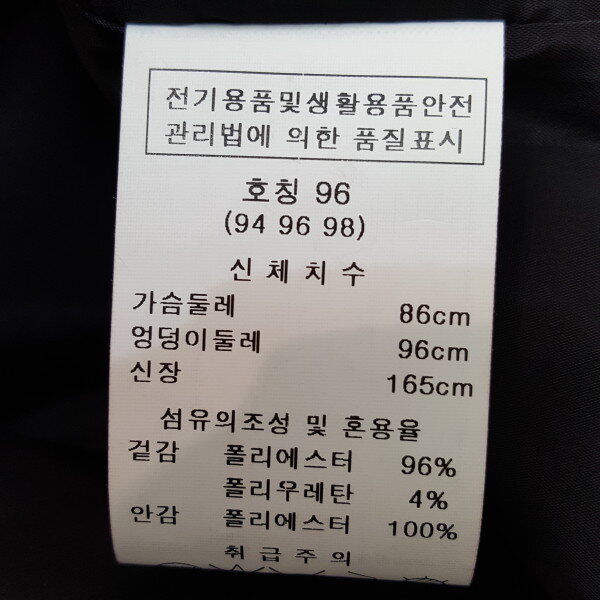 전기용품및생활용품안전
관리법에 의한 품질표시
호칭 96
(94 96 98)
신 체 치 수
가슴둘레 86cm
엉덩이둘레 96cm
신장 165cm
섬유의조성 및 혼용율
겉감 폴리에스터 96%
폴리우레탄 4%
안감 폴리에스터 100%
취 급 주 의